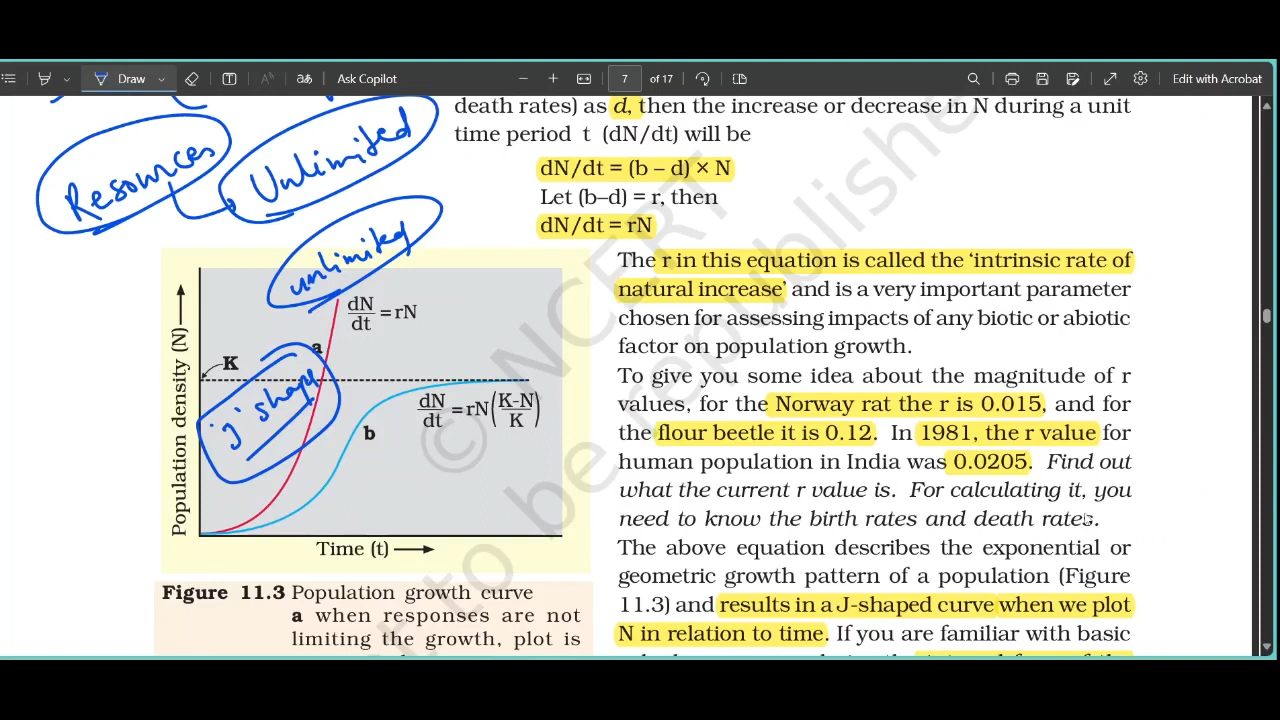 Draw
Ask Copilot
7 of 17
Edit with Acrobat
death rates) as d, then the increase or decrease in N during a unit
time period t (dN/dt) will be
dN/dt = (b – d) × N
Let (b–d) = r, then
dN/dt = rN
Resources
Unlimited
unlimited
dN/dt = rN
a
K
'J' shape
dN/dt = rN(K-N/K)
b
Population density (N)
Time (t)
Figure 11.3 Population growth curve
a when responses are not
limiting the growth, plot is
The r in this equation is called the ‘intrinsic rate of
natural increase’ and is a very important parameter
chosen for assessing impacts of any biotic or abiotic
factor on population growth.
To give you some idea about the magnitude of r
values, for the Norway rat the r is 0.015, and for
the flour beetle it is 0.12. In 1981, the r value for
human population in India was 0.0205. Find out
what the current r value is. For calculating it, you
need to know the birth rates and death rates.
The above equation describes the exponential or
geometric growth pattern of a population (Figure
11.3) and results in a J-shaped curve when we plot
N in relation to time. If you are familiar with basic
© NCERT
to be republishe